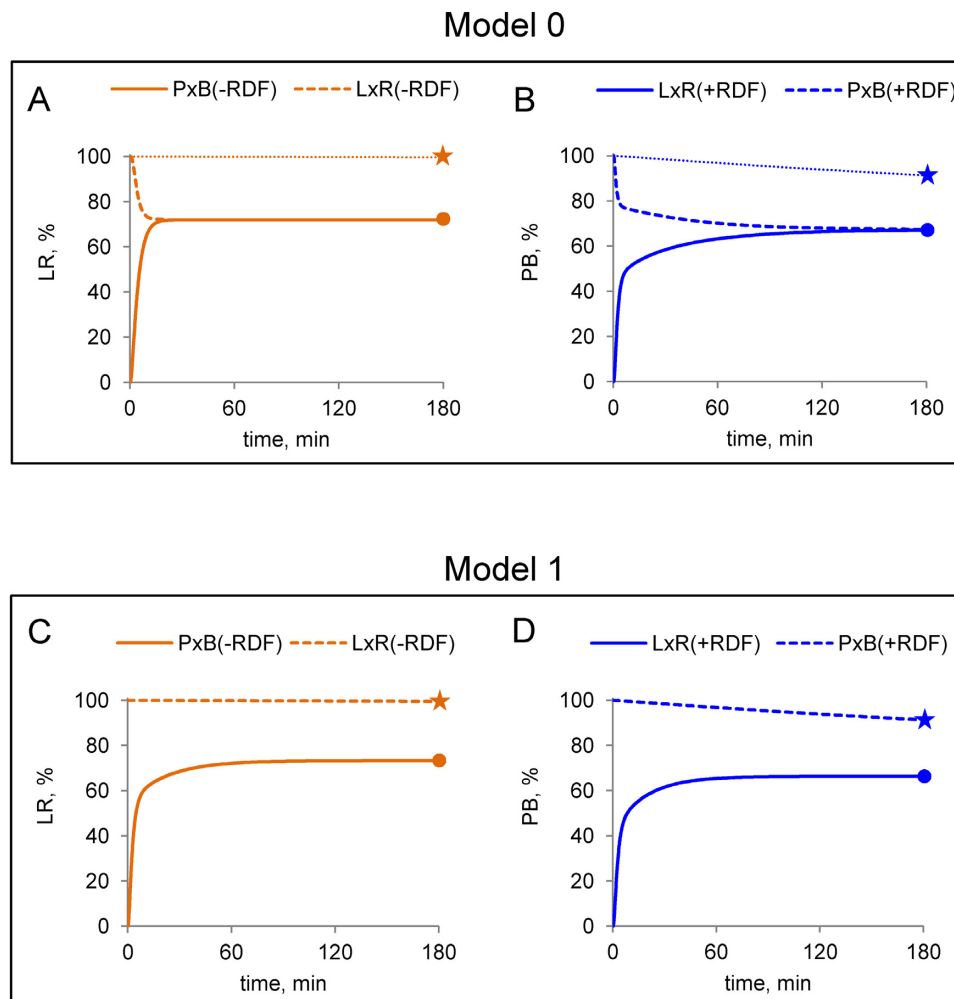 Model 0
A
PxB(-RDF) LxR(-RDF)
LR, %
100
80
60
40
20
0
0 60 120 180
time, min
B
LxR(+RDF) PxB(+RDF)
PB, %
100
80
60
40
20
0
0 60 120 180
time, min
Model 1
C
PxB(-RDF) LxR(-RDF)
LR, %
100
80
60
40
20
0
0 60 120 180
time, min
D
LxR(+RDF) PxB(+RDF)
PB, %
100
80
60
40
20
0
0 60 120 180
time, min